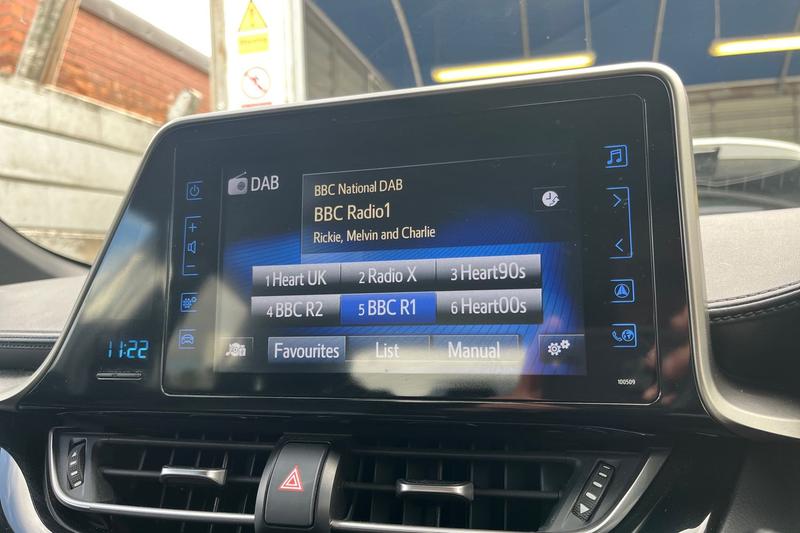 DAB
BBC National DAB
BBC Radio1
Rickie, Melvin and Charlie
1 Heart UK
2 Radio X
3 Heart90s
4 BBC R2
5 BBC R1
6 Heart00s
Favourites
List
Manual
11:22
100509